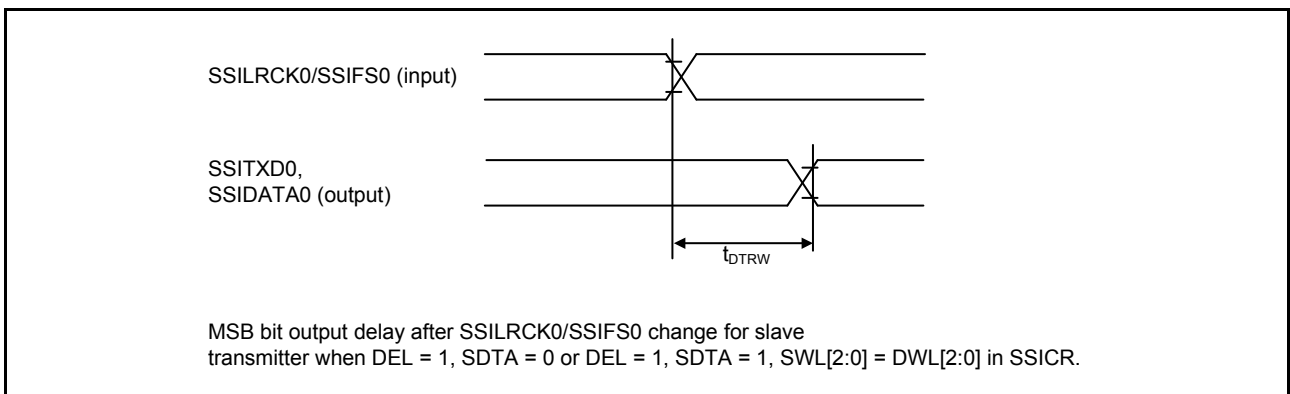 SSILRCK0/SSIFS0 (input)
SSITXD0,
SSIDATA0 (output)
tDTRW
MSB bit output delay after SSILRCK0/SSIFS0 change for slave
transmitter when DEL = 1, SDTA = 0 or DEL = 1, SDTA = 1, SWL[2:0] = DWL[2:0] in SSICR.